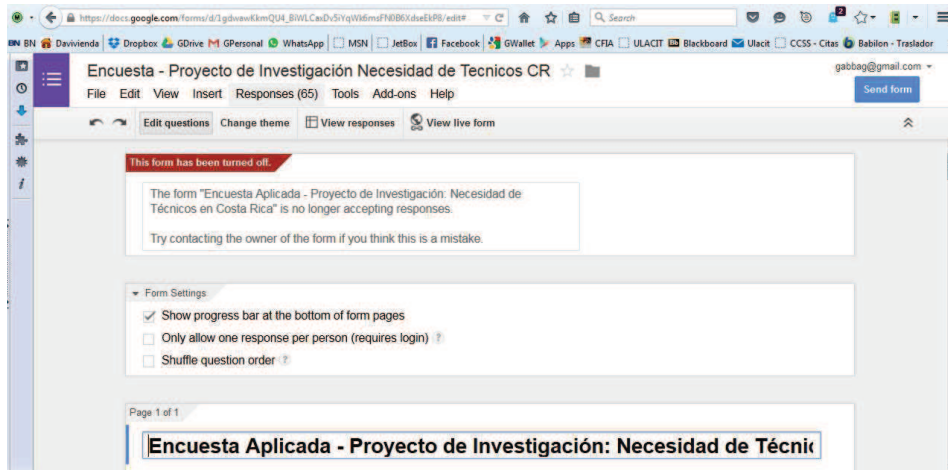 https://docs.google.com/forms/d/1gdwawKkmQU4_BiWLCasDv5iYqWk6msFN0B6XdseEkP8/edit#
Search
2
BN BN Davivienda Dropbox GDrive GPersonal WhatsApp MSN JetBox Facebook GWallet Apps CFIA ULACIT Blackboard Ulacit CCSS - Citas Babilon - Traslador
Encuesta - Proyecto de Investigación Necesidad de Tecnicos CR
gabbag@gmail.com
File Edit View Insert Responses (65) Tools Add-ons Help
Send form
Edit questions Change theme View responses View live form
This form has been turned off.
The form "Encuesta Aplicada - Proyecto de Investigación: Necesidad de
Técnicos en Costa Rica" is no longer accepting responses.
Try contacting the owner of the form if you think this is a mistake.
Form Settings
Show progress bar at the bottom of form pages
Only allow one response per person (requires login) ?
Shuffle question order ?
Page 1 of 1
Encuesta Aplicada - Proyecto de Investigación: Necesidad de Técnic